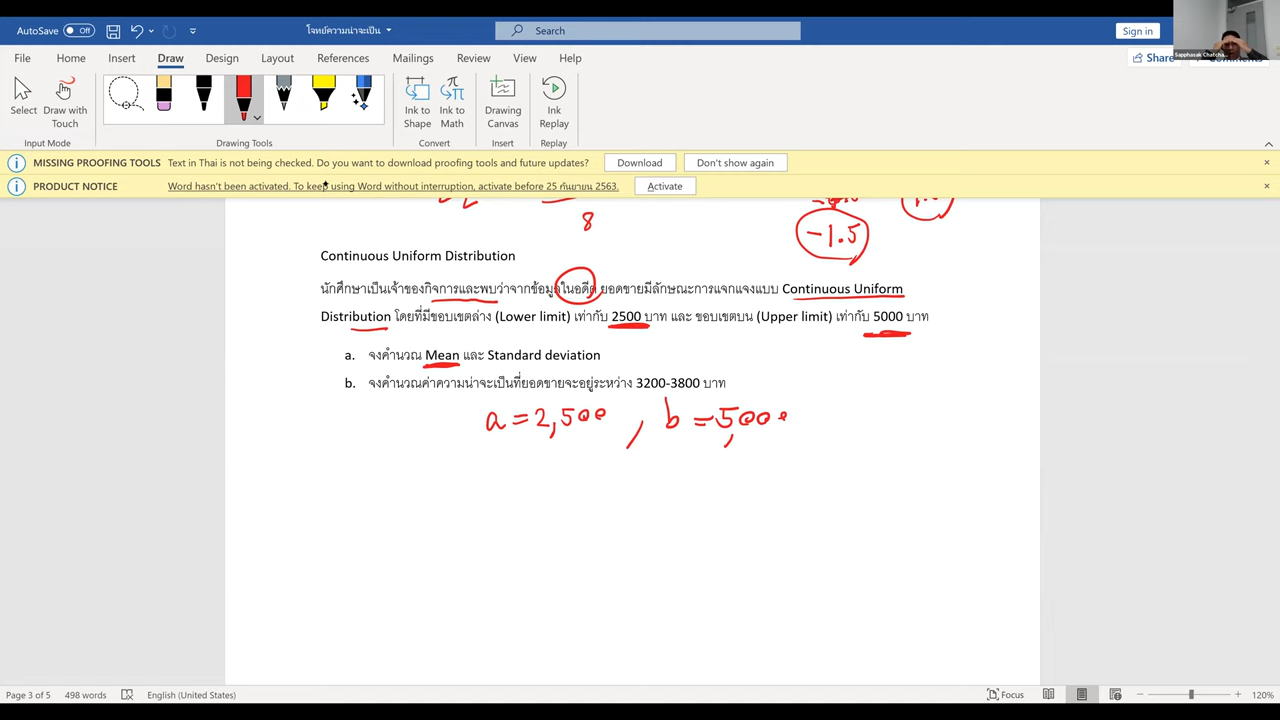 AutoSave Off
โจทย์ความน่าจะเป็น
Search
Sign in
File Home Insert Draw Design Layout References Mailings Review View Help
Share Comments
Sapphasak Chatcha...
Select Draw with Touch Ink to Shape Ink to Math Drawing Canvas Ink Replay
Input Mode Drawing Tools Convert Insert Replay
MISSING PROOFING TOOLS Text in Thai is not being checked. Do you want to download proofing tools and future updates? Download Don't show again
PRODUCT NOTICE Word hasn't been activated. To keep using Word without interruption, activate before 25 กันยายน 2563. Activate
8
-1.5
Continuous Uniform Distribution
นักศึกษาเป็นเจ้าของกิจการและพบว่าจากข้อมูลในอดีต ยอดขายมีลักษณะการแจกแจงแบบ Continuous Uniform
Distribution โดยที่มีขอบเขตล่าง (Lower limit) เท่ากับ 2500 บาท และ ขอบเขตบน (Upper limit) เท่ากับ 5000 บาท
a. จงคำนวณ Mean และ Standard deviation
b. จงคำนวณค่าความน่าจะเป็นที่ยอดขายจะอยู่ระหว่าง 3200-3800 บาท
a = 2,500 , b = 5,000
Page 3 of 5 498 words English (United States) Focus 120%